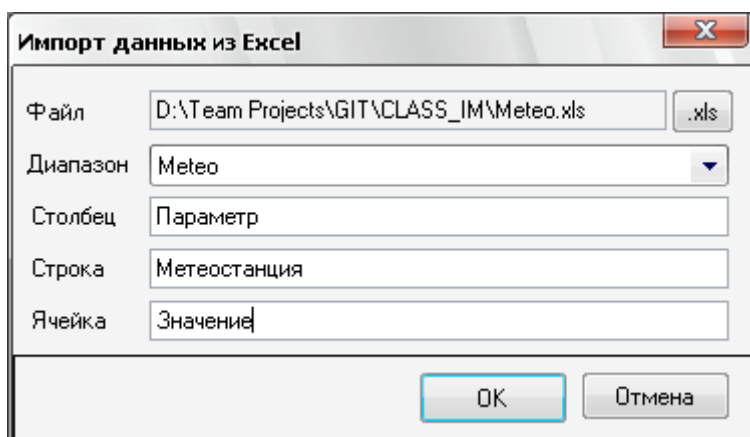 Импорт данных из Excel
Файл D:\Team Projects\GIT\CLASS_IM\Meteo.xls .xls
Диапазон Meteo
Столбец Параметр
Строка Метеостанция
Ячейка Значение
OK Отмена